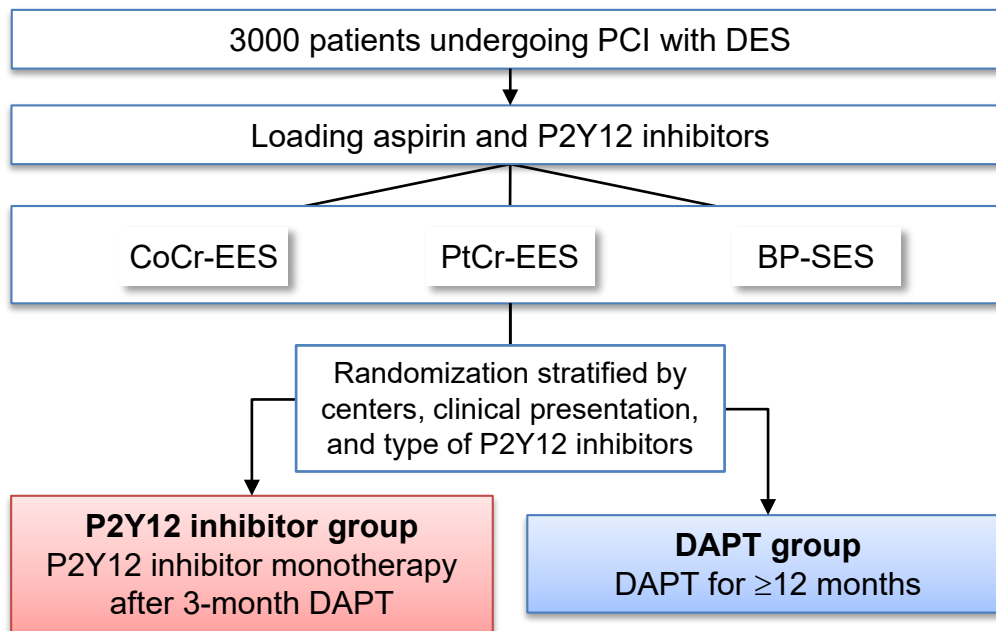 3000 patients undergoing PCI with DES
Loading aspirin and P2Y12 inhibitors
CoCr-EES
PtCr-EES
BP-SES
Randomization stratified by
centers, clinical presentation,
and type of P2Y12 inhibitors
P2Y12 inhibitor group
P2Y12 inhibitor monotherapy
after 3-month DAPT
DAPT group
DAPT for ≥12 months